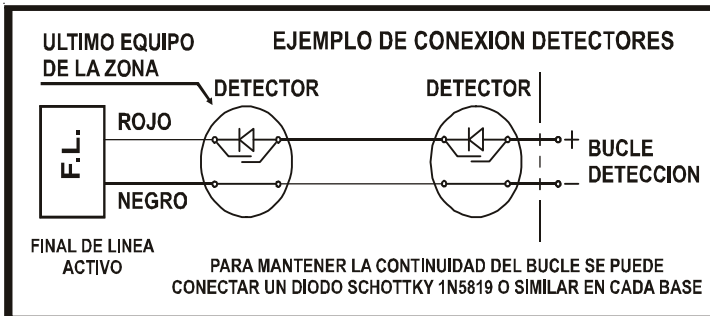 EJEMPLO DE CONEXION DETECTORES
ULTIMO EQUIPO
DE LA ZONA
DETECTOR
DETECTOR
F.L.
ROJO
NEGRO
+
−
BUCLE
DETECCION
FINAL DE LINEA
ACTIVO
PARA MANTENER LA CONTINUIDAD DEL BUCLE SE PUEDE
CONECTAR UN DIODO SCHOTTKY 1N5819 O SIMILAR EN CADA BASE